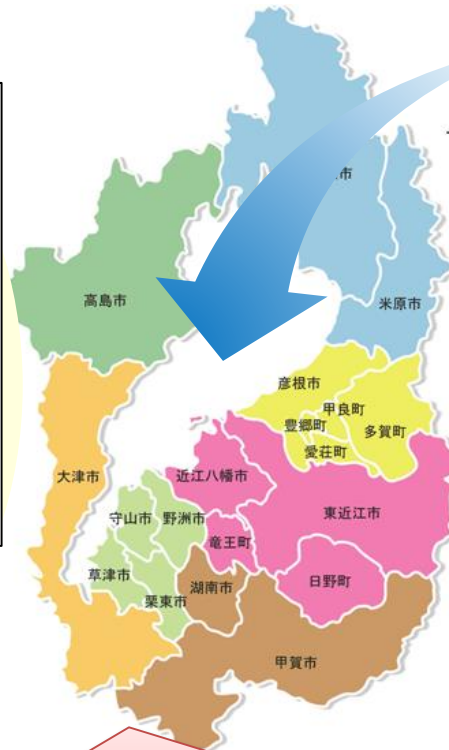 市
米原市
高島市
彦根市
甲良町
豊郷町
多賀町
愛荘町
大津市
近江八幡市
守山市
野洲市
東近江市
竜王町
草津市
湖南市
日野町
栗東市
甲賀市